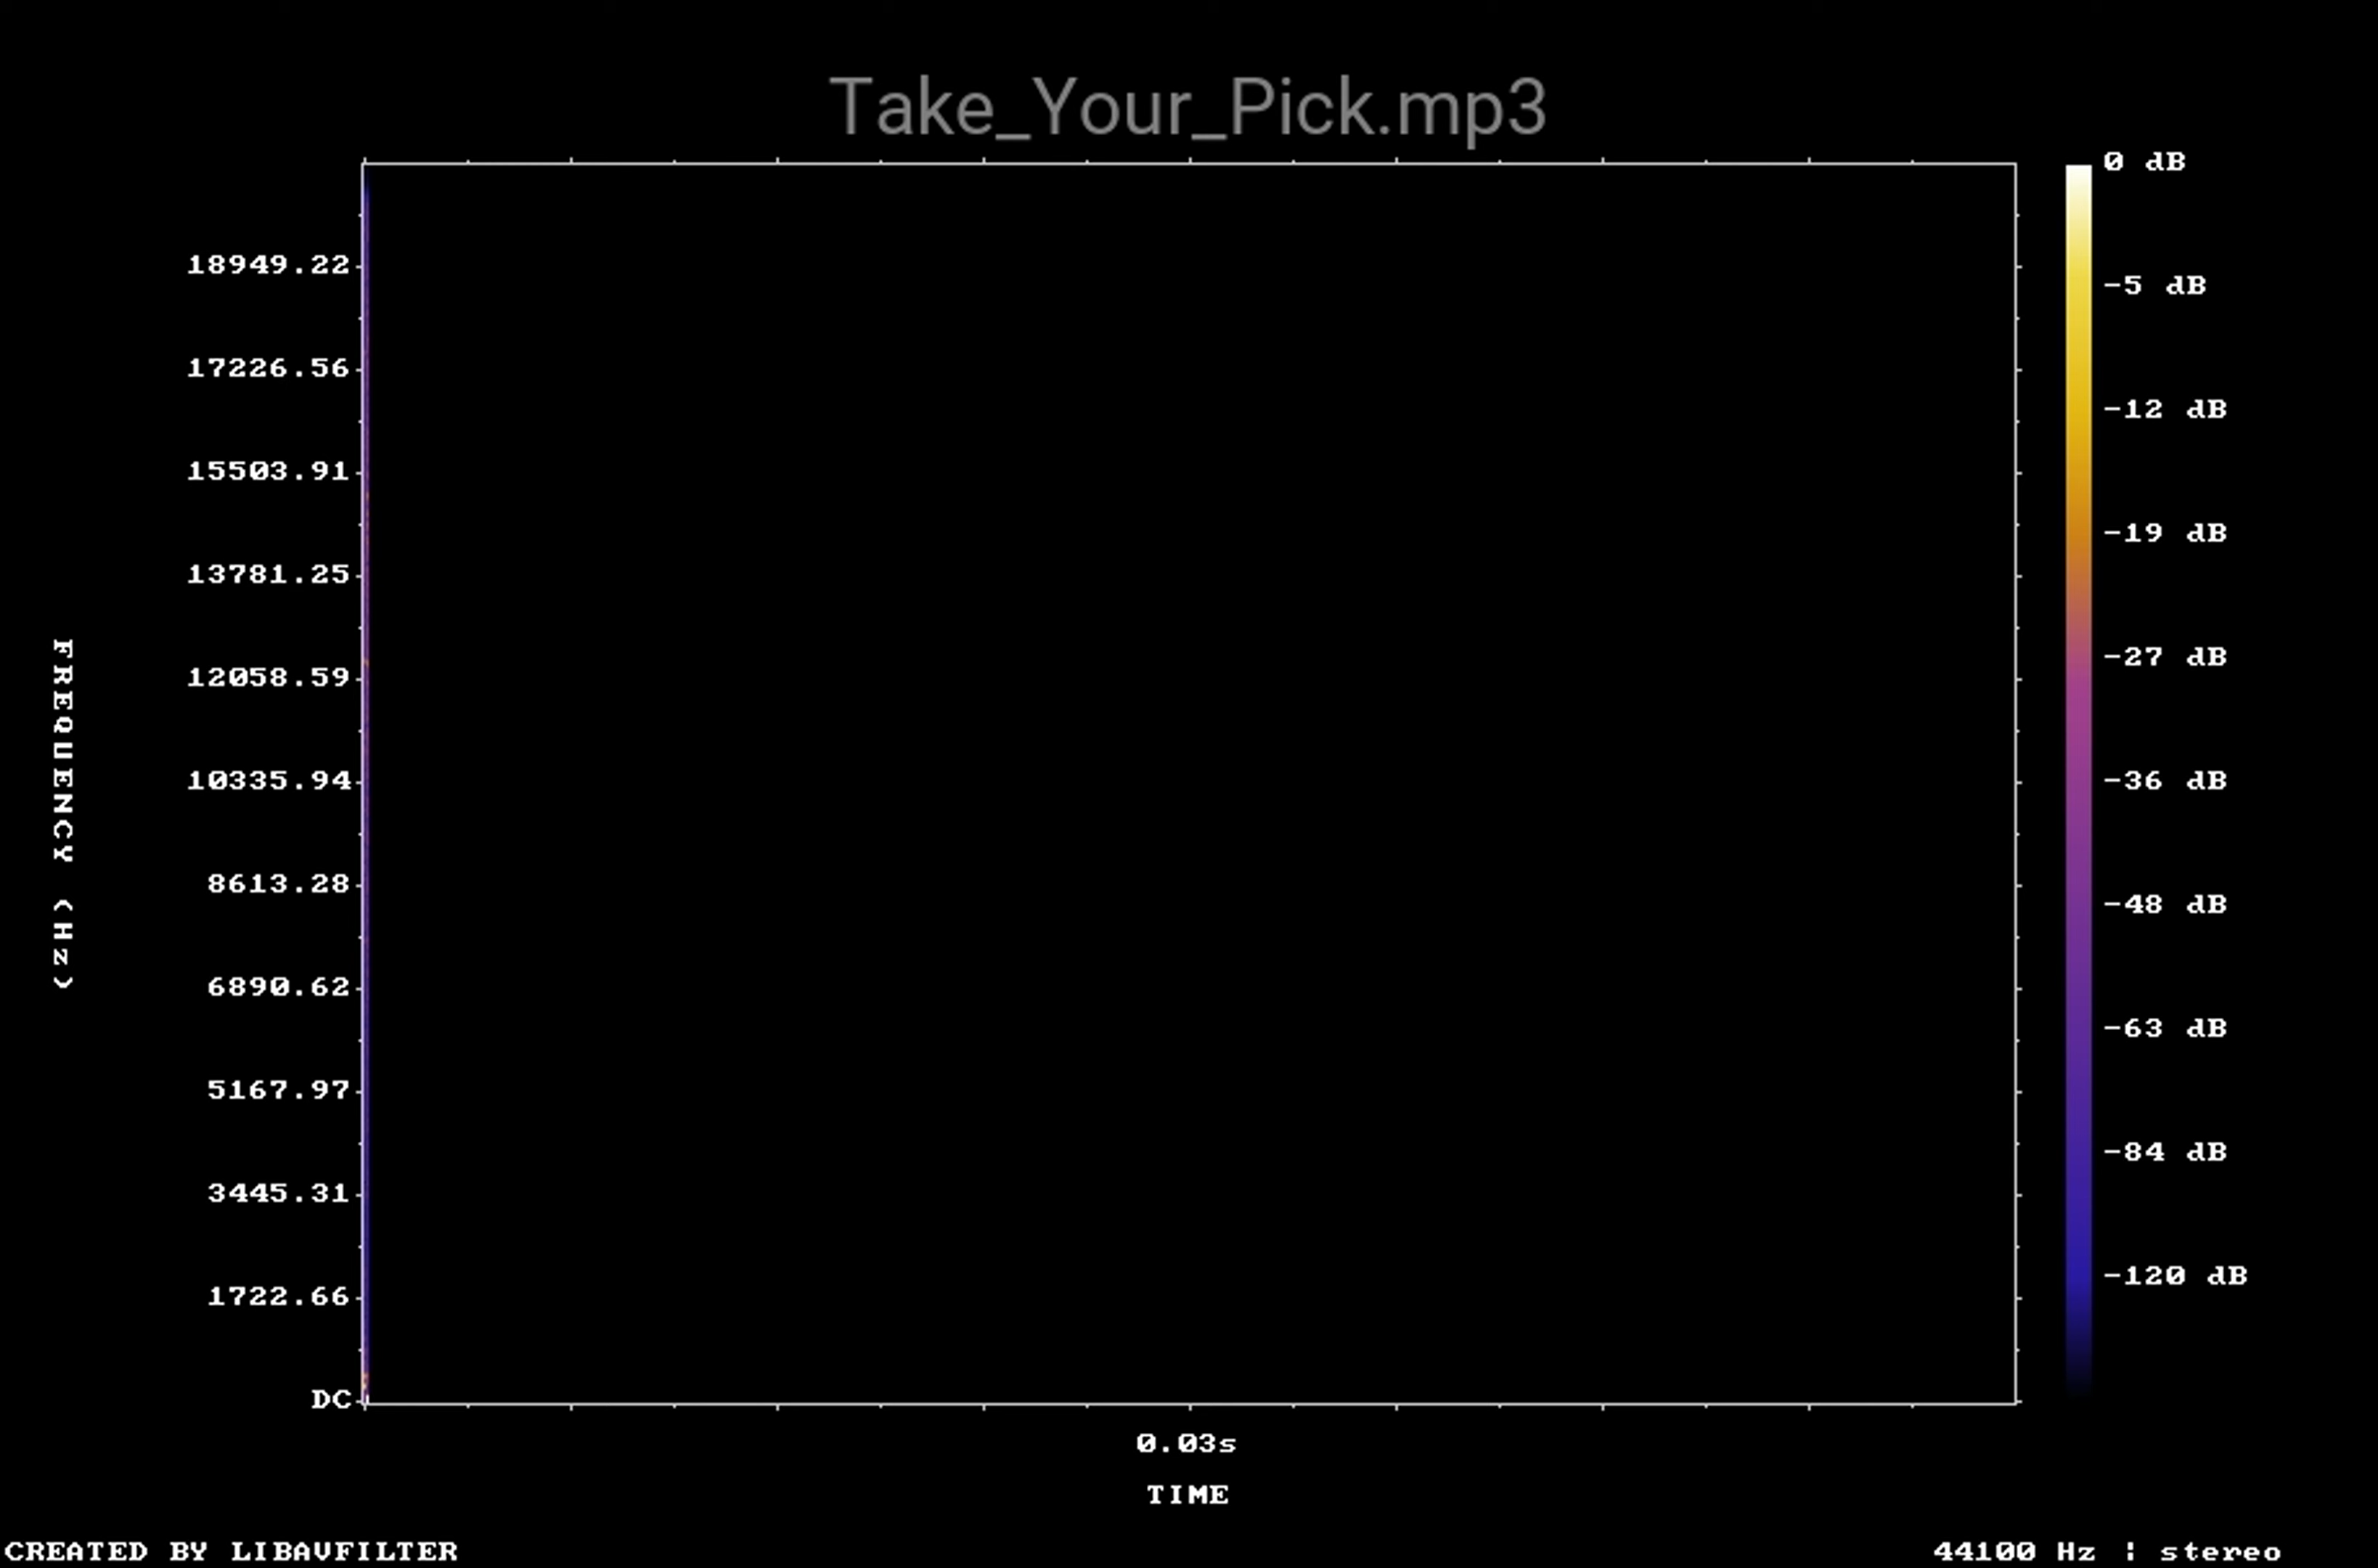 Take_Your_Pick.mp3
0 dB
-5 dB
-12 dB
-19 dB
-27 dB
-36 dB
-48 dB
-63 dB
-84 dB
-120 dB
18949.22
17226.56
15503.91
13781.25
12058.59
10335.94
8613.28
6890.62
5167.97
3445.31
1722.66
DC
FREQUENCY (Hz)
0.03s
TIME
CREATED BY LIBAVFILTER
44100 Hz | stereo